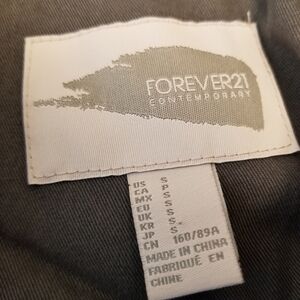 FOREVER21
CONTEMPORARY
US S
CA P
MX S
EU S
UK S
KR S
JP S
CN 160/89A
MADE IN CHINA
FABRIQUÉ EN
CHINE